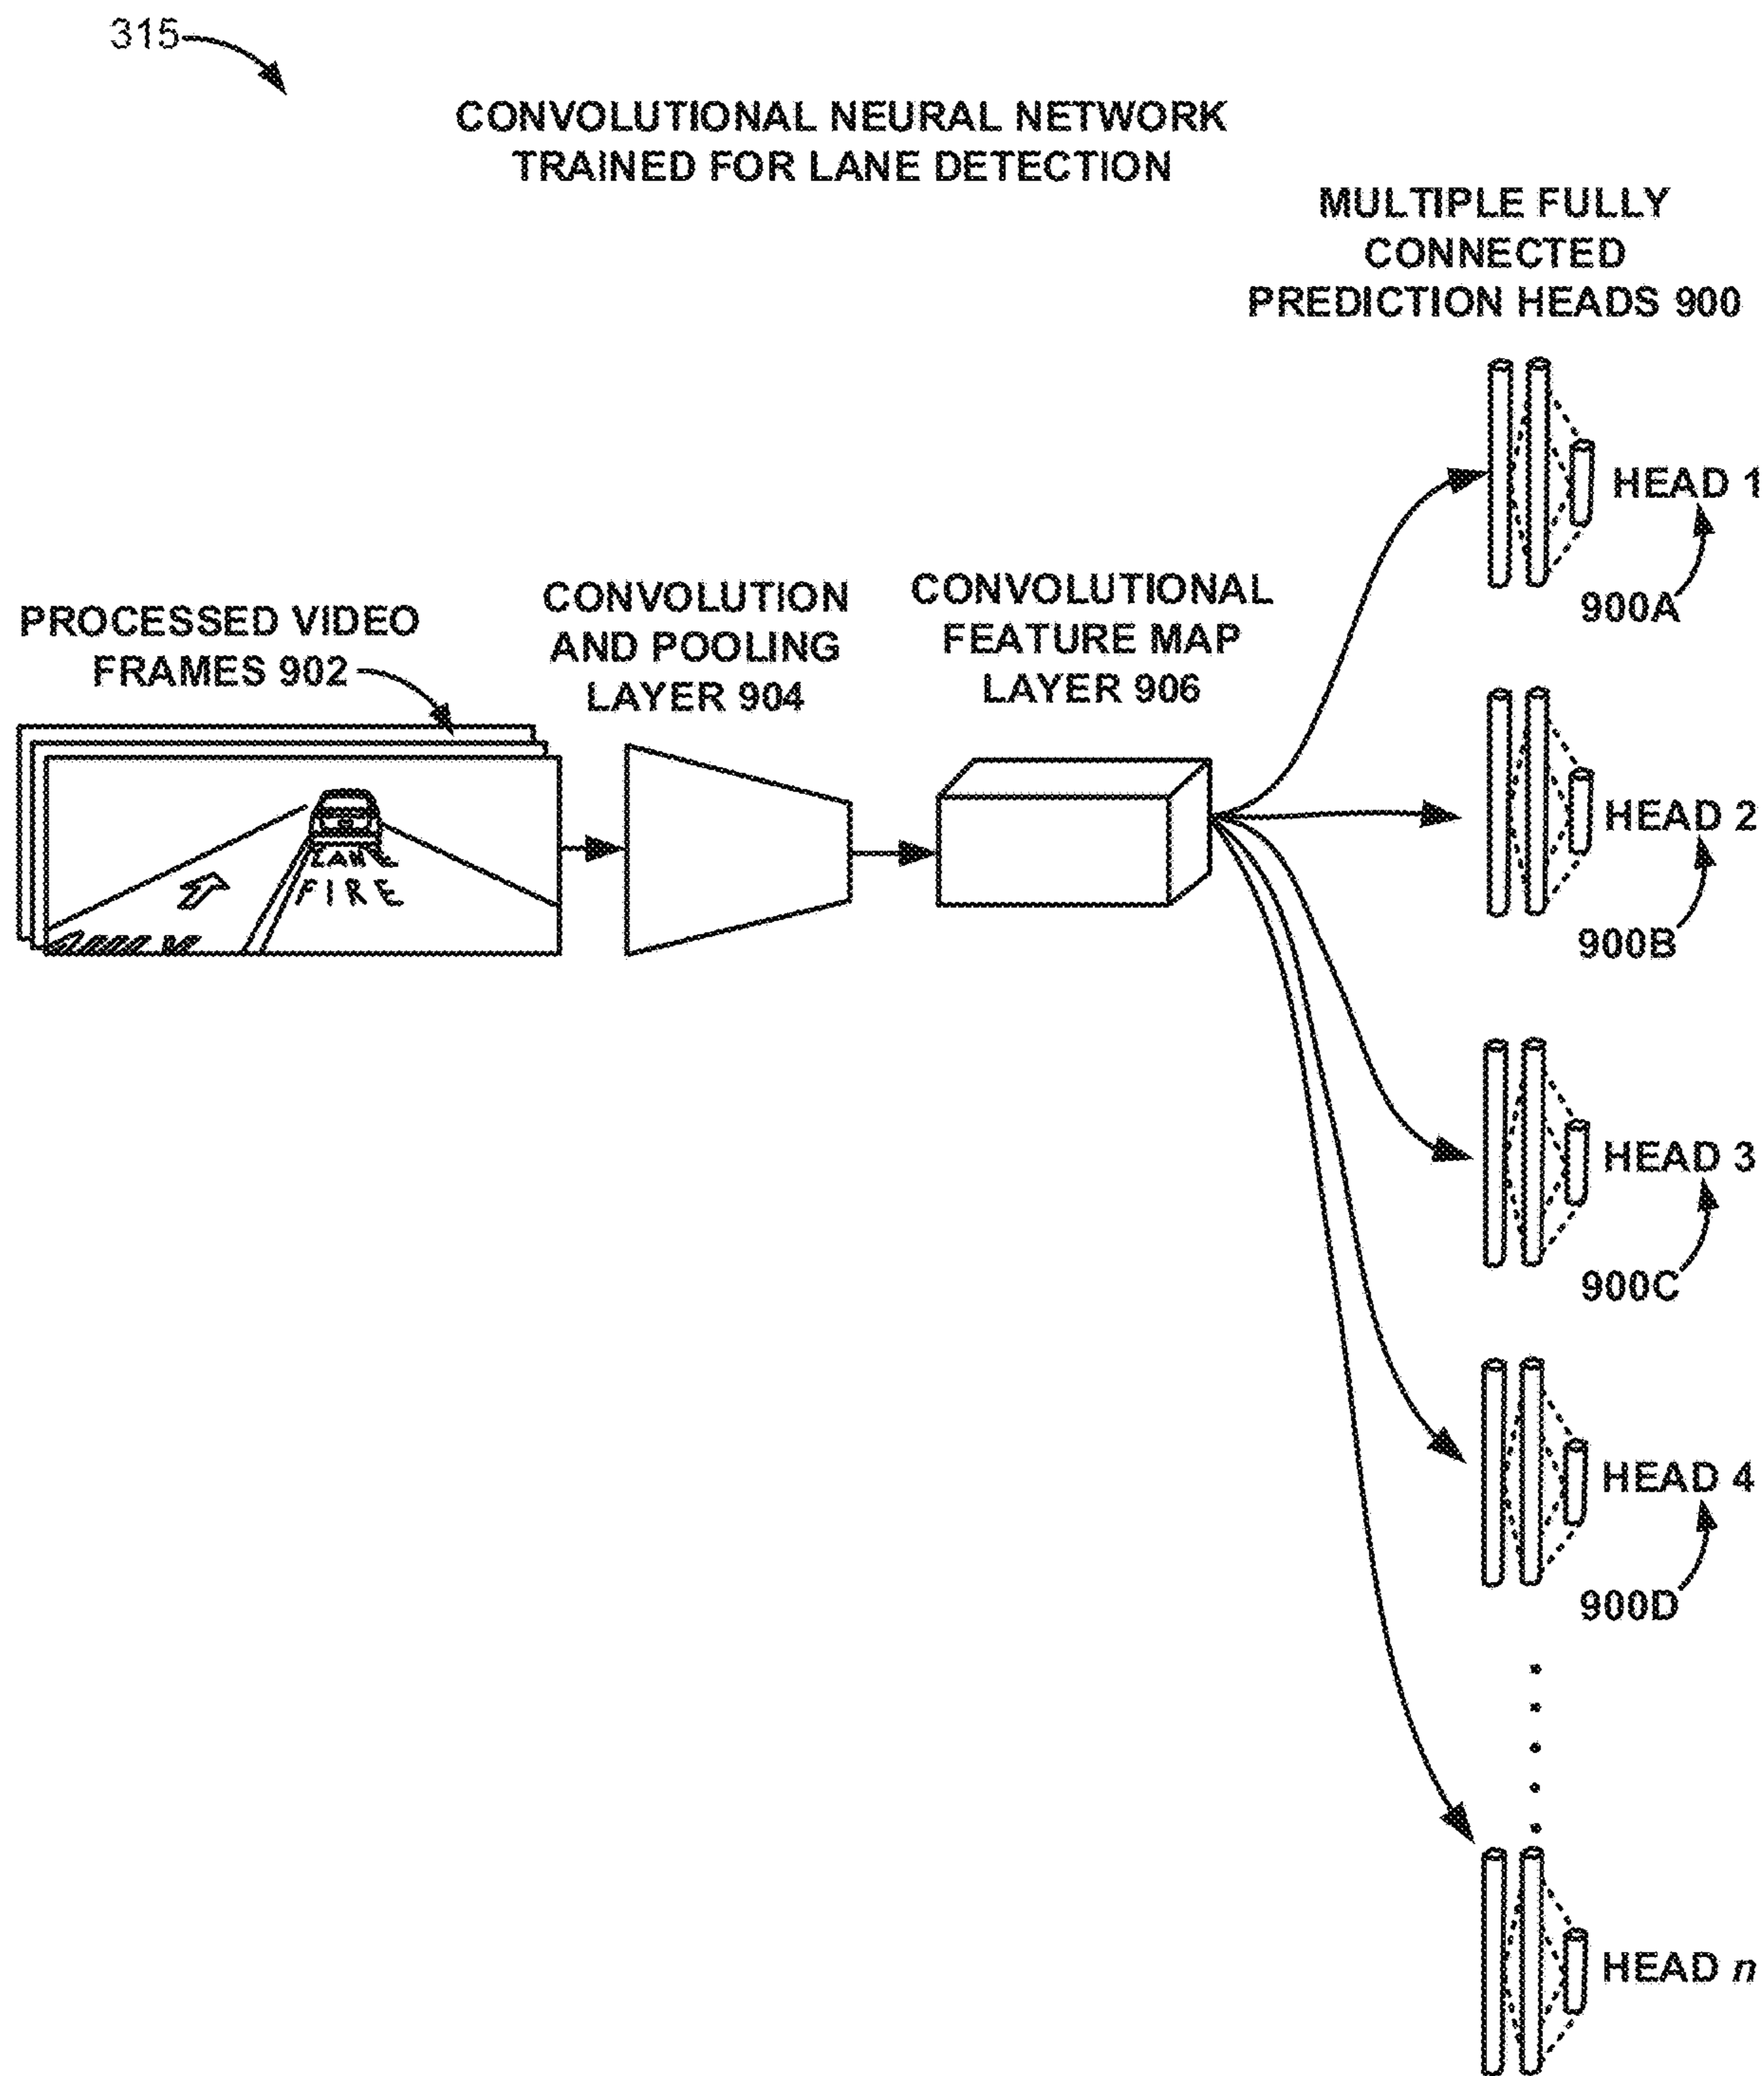 315
CONVOLUTIONAL NEURAL NETWORK
TRAINED FOR LANE DETECTION
MULTIPLE FULLY
CONNECTED
PREDICTION HEADS 900
HEAD 1
900A
PROCESSED VIDEO
FRAMES 902
CONVOLUTION
AND POOLING
LAYER 904
CONVOLUTIONAL
FEATURE MAP
LAYER 906
LANE
FIRE
HEAD 2
900B
HEAD 3
900C
HEAD 4
900D
HEAD n